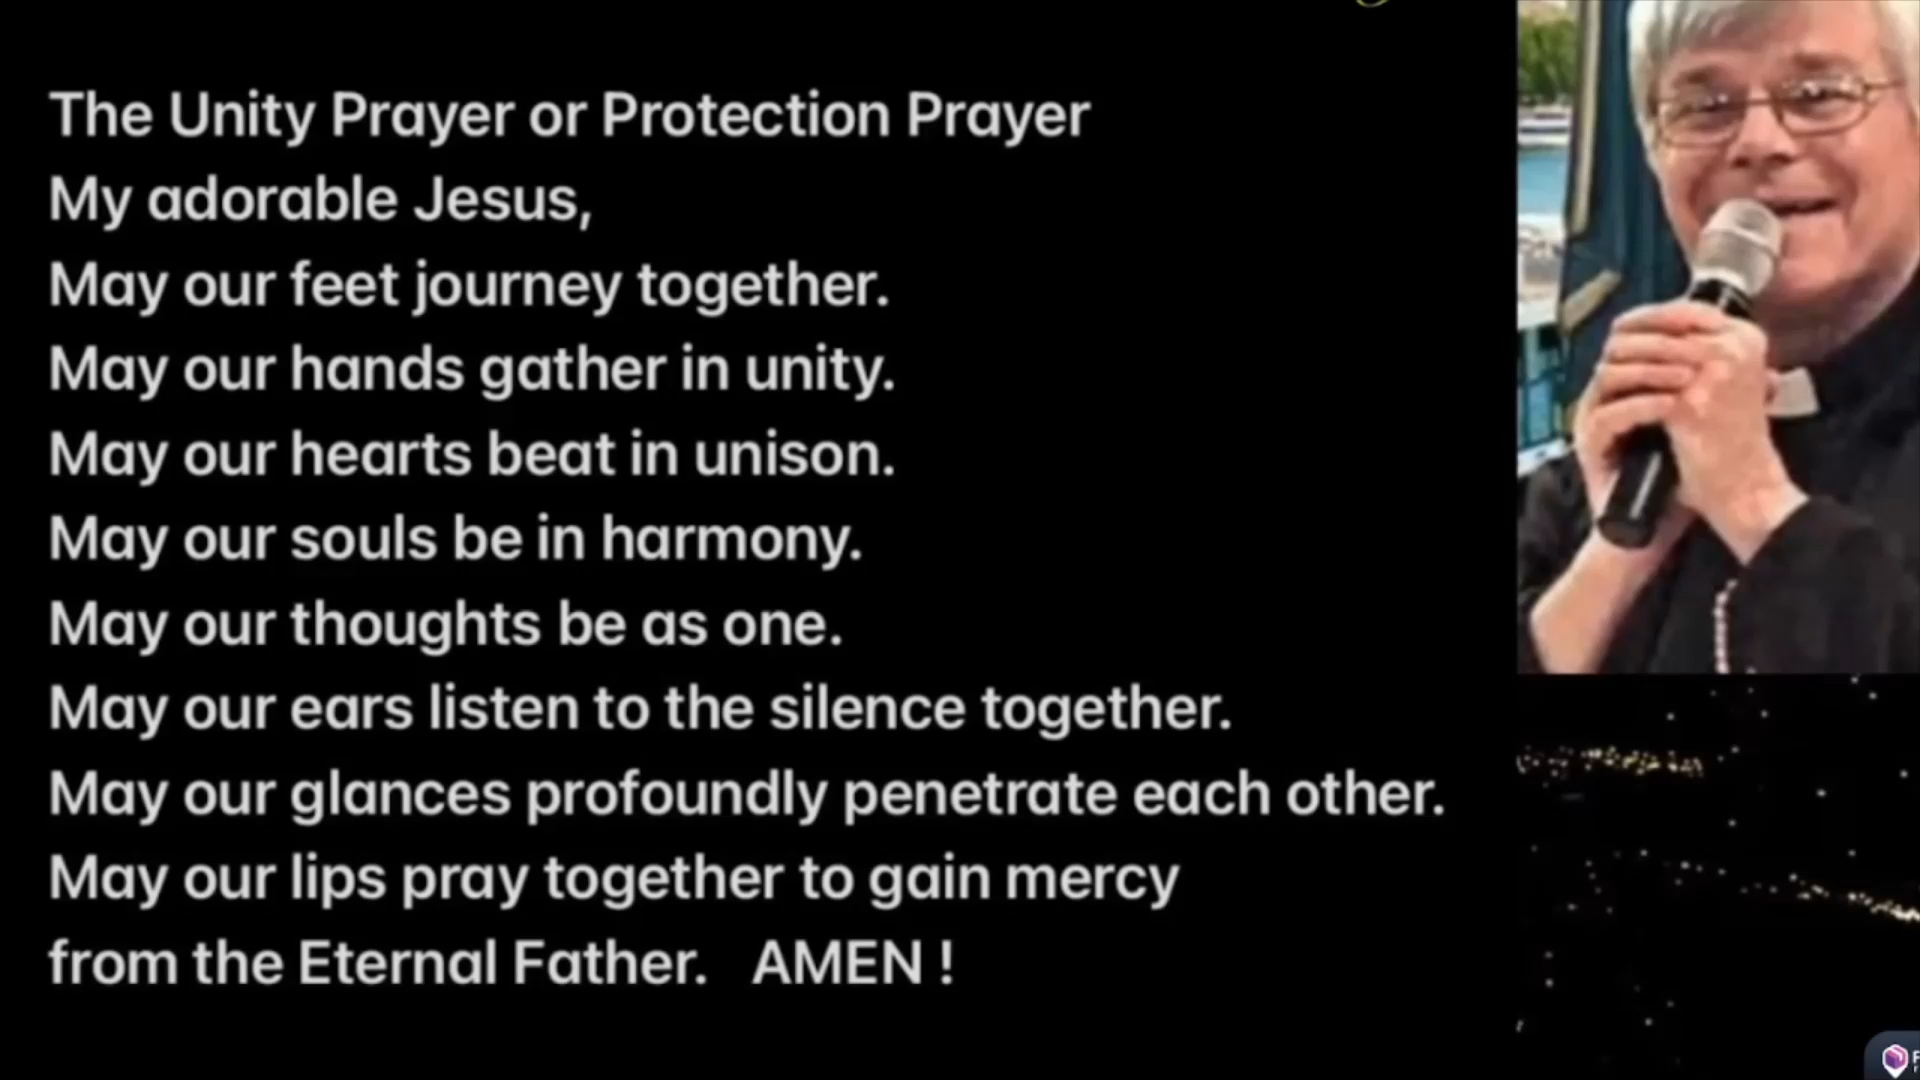 The Unity Prayer or Protection Prayer
My adorable Jesus,
May our feet journey together.
May our hands gather in unity.
May our hearts beat in unison.
May our souls be in harmony.
May our thoughts be as one.
May our ears listen to the silence together.
May our glances profoundly penetrate each other.
May our lips pray together to gain mercy
from the Eternal Father.   AMEN !